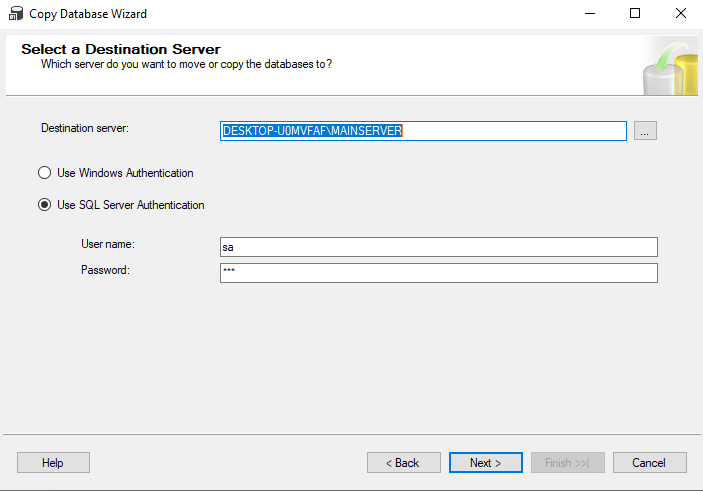 Copy Database Wizard
Select a Destination Server
Which server do you want to move or copy the databases to?
Destination server:
DESKTOP-U0MVFAF\MAINSERVER
...
Use Windows Authentication
Use SQL Server Authentication
User name:
sa
Password:
***
Help
< Back
Next >
Finish >>|
Cancel